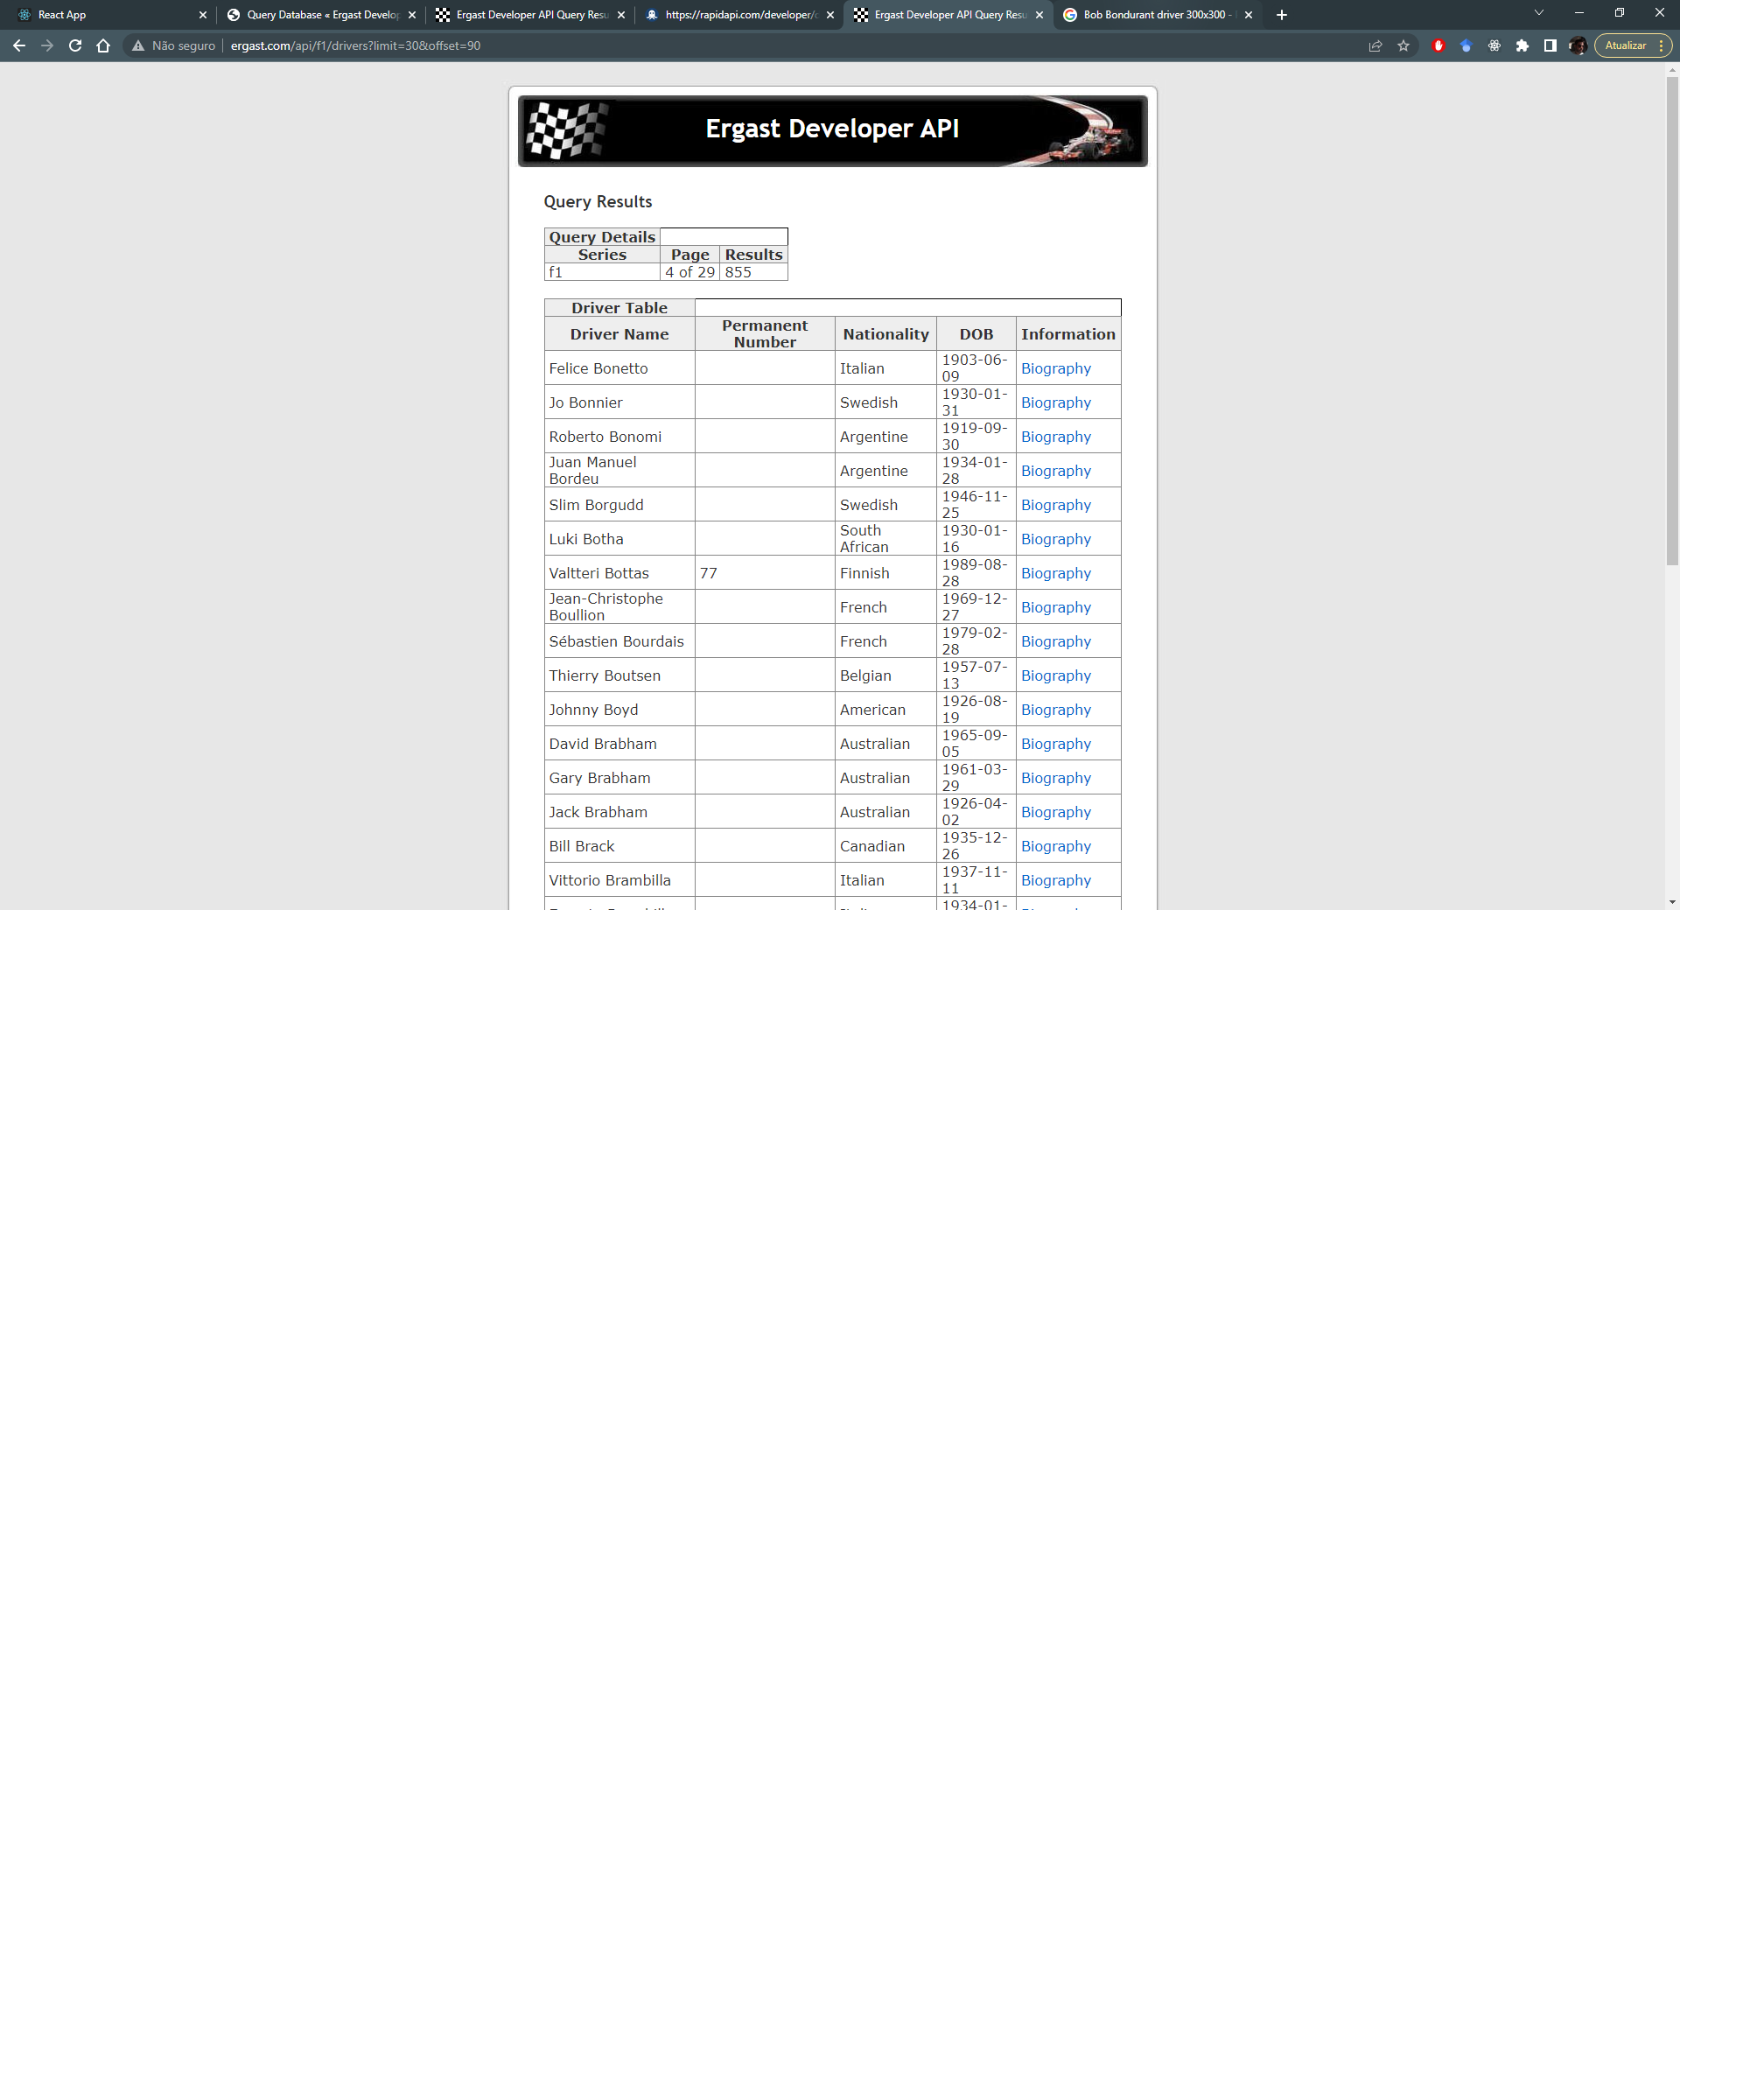 React App
Query Database « Ergast Develop
Ergast Developer API Query Resu
https://rapidapi.com/developer/
Ergast Developer API Query Resu
Bob Bondurant driver 300x300 -
Não seguro
ergast.com/api/f1/drivers?limit=30&offset=90
Atualizar
Ergast Developer API
Query Results
Query Details
Series Page Results
f1 4 of 29 855
Driver Table
Driver Name Permanent Number Nationality DOB Information
Felice Bonetto Italian 1903-06-09 Biography
Jo Bonnier Swedish 1930-01-31 Biography
Roberto Bonomi Argentine 1919-09-30 Biography
Juan Manuel Bordeu Argentine 1934-01-28 Biography
Slim Borgudd Swedish 1946-11-25 Biography
Luki Botha South African 1930-01-16 Biography
Valtteri Bottas 77 Finnish 1989-08-28 Biography
Jean-Christophe Boullion French 1969-12-27 Biography
Sébastien Bourdais French 1979-02-28 Biography
Thierry Boutsen Belgian 1957-07-13 Biography
Johnny Boyd American 1926-08-19 Biography
David Brabham Australian 1965-09-05 Biography
Gary Brabham Australian 1961-03-29 Biography
Jack Brabham Australian 1926-04-02 Biography
Bill Brack Canadian 1935-12-26 Biography
Vittorio Brambilla Italian 1937-11-11 Biography
1934-01-